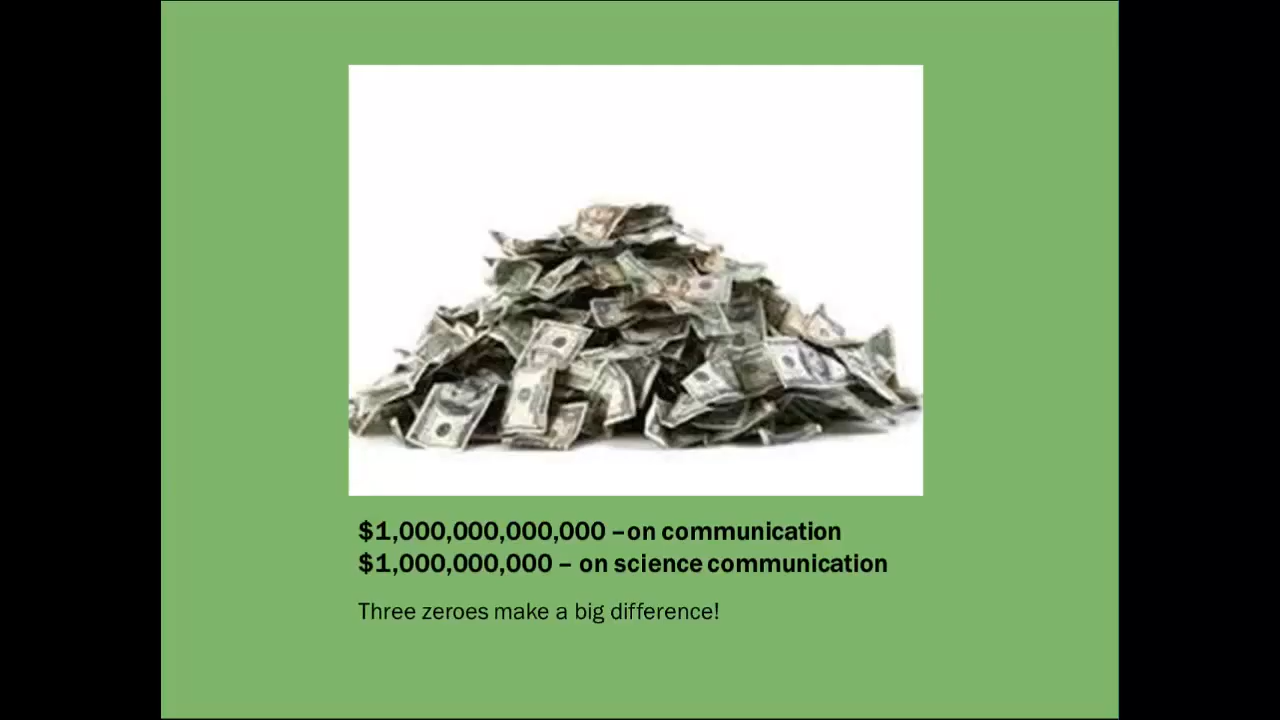 $1,000,000,000,000 –on communication
$1,000,000,000 – on science communication
Three zeroes make a big difference!